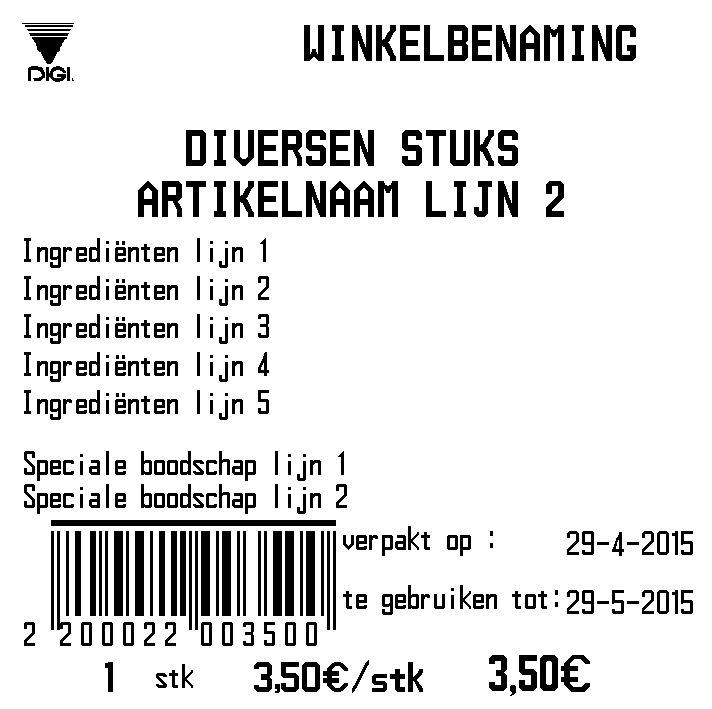 DIGI.
WINKELBENAMING
DIVERSEN STUKS
ARTIKELNAAM LIJN 2
Ingrediënten lijn 1
Ingrediënten lijn 2
Ingrediënten lijn 3
Ingrediënten lijn 4
Ingrediënten lijn 5
Speciale boodschap lijn 1
Speciale boodschap lijn 2
verpakt op : 29-4-2015
te gebruiken tot: 29-5-2015
2 200022 003500
1 stk 3,50€/stk 3,50€